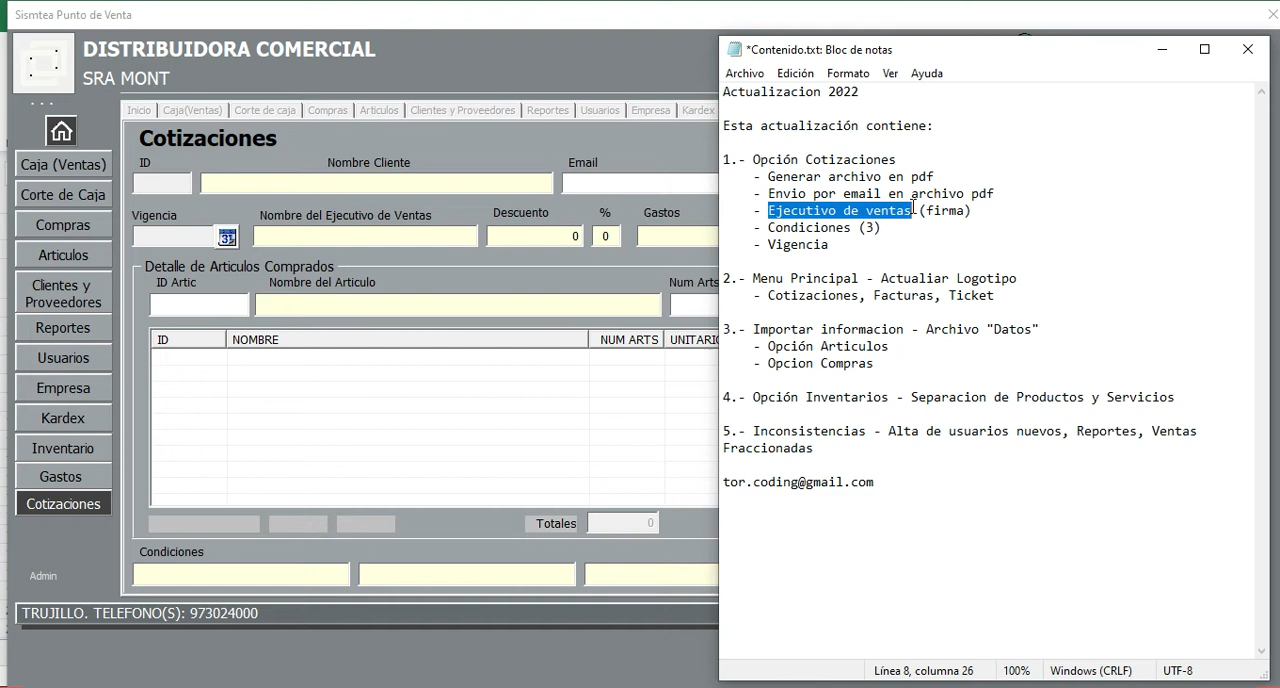 Sismtea Punto de Venta
DISTRIBUIDORA COMERCIAL
SRA MONT
Inicio Caja(Ventas) Corte de caja Compras Articulos Clientes y Proveedores Reportes Usuarios Empresa Kardex
Caja (Ventas)
Corte de Caja
Compras
Articulos
Clientes y
Proveedores
Reportes
Usuarios
Empresa
Kardex
Inventario
Gastos
Cotizaciones
Admin
Cotizaciones
ID Nombre Cliente Email
Vigencia Nombre del Ejecutivo de Ventas Descuento % Gastos
31 0 0
Detalle de Articulos Comprados
ID Artic Nombre del Articulo Num Arts
ID NOMBRE NUM ARTS UNITARIO
Totales 0
Condiciones
TRUJILLO. TELEFONO(S): 973024000
*Contenido.txt: Bloc de notas
Archivo Edición Formato Ver Ayuda
Actualizacion 2022
Esta actualización contiene:
1.- Opción Cotizaciones
- Generar archivo en pdf
- Envio por email en archivo pdf
- Ejecutivo de ventas (firma)
- Condiciones (3)
- Vigencia
2.- Menu Principal - Actualiar Logotipo
- Cotizaciones, Facturas, Ticket
3.- Importar informacion - Archivo "Datos"
- Opción Articulos
- Opcion Compras
4.- Opción Inventarios - Separacion de Productos y Servicios
5.- Inconsistencias - Alta de usuarios nuevos, Reportes, Ventas
Fraccionadas
tor.coding@gmail.com
Línea 8, columna 26 100% Windows (CRLF) UTF-8